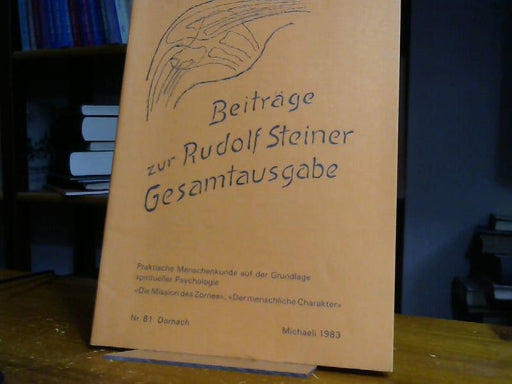 Beiträge
zur Rudolf Steiner
Gesamtausgabe
Praktische Menschenkunde auf der Grundlage
spiritueller Psychologie
«Die Mission des Zornes», «Der menschliche Charakter»
Nr. 81 Dornach
Michaeli 1983